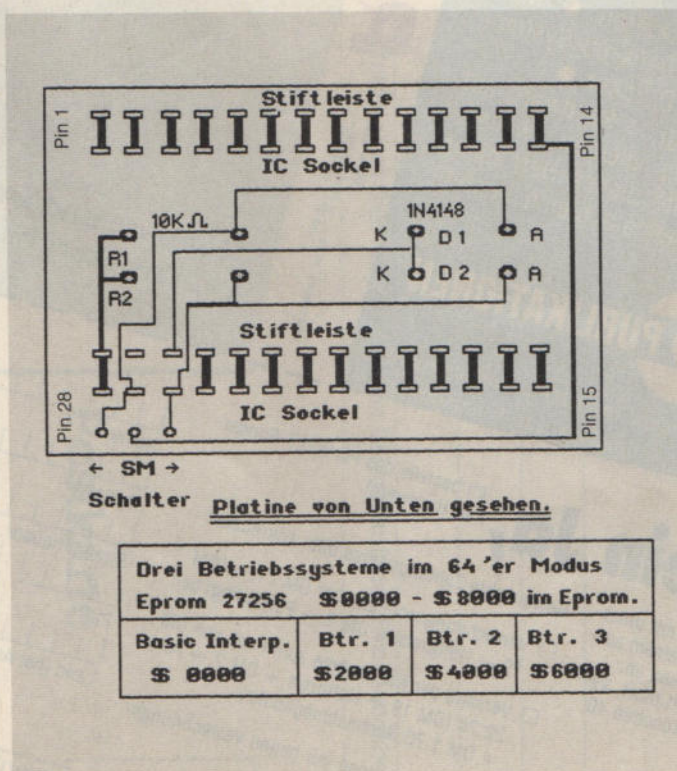 Stiftleiste
Pin 1
Pin 14
IC Sockel
10K Ω
1N4148
K D1 A
R1
K D2 A
R2
Stiftleiste
Pin 28
Pin 15
IC Sockel
← SM →
Schalter
Platine von Unten gesehen.
Drei Betriebssysteme im 64'er Modus
Eprom 27256 $0000 - $8000 im Eprom.
Basic Interp. Btr. 1 Btr. 2 Btr. 3
$ 0000 $2000 $4000 $6000